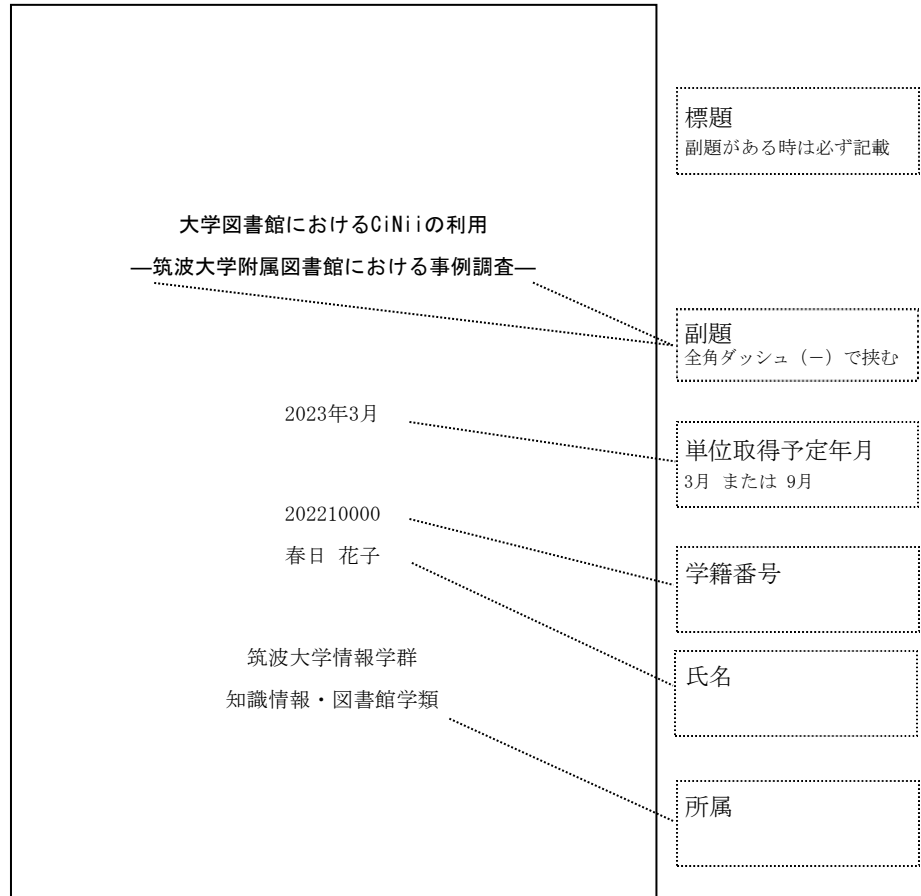 標題
副題がある時は必ず記載
大学図書館におけるCiNiiの利用
―筑波大学附属図書館における事例調査―
副題
全角ダッシュ（－）で挟む
2023年3月
単位取得予定年月
3月 または 9月
202210000
春日 花子
学籍番号
筑波大学情報学群
知識情報・図書館学類
氏名
所属